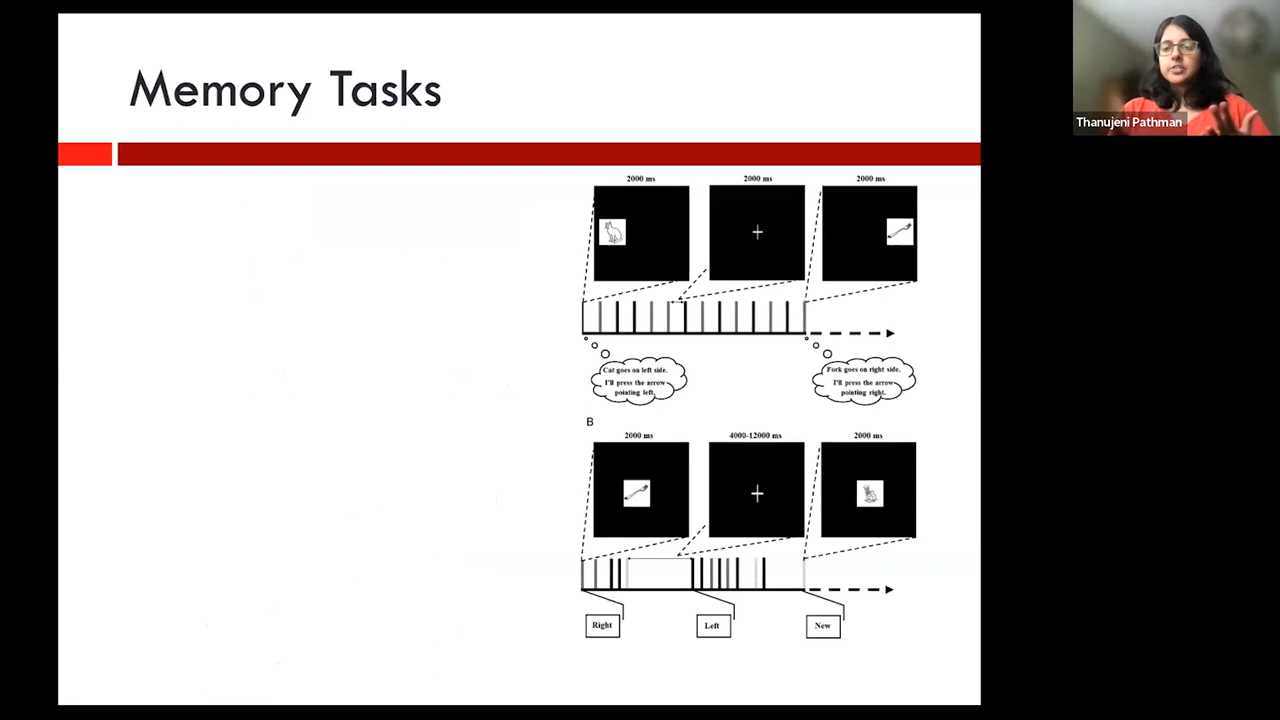 Memory Tasks
Thanujeni Pathman
2000 ms
2000 ms
2000 ms
Cat goes on left side.
I'll press the arrow
pointing left.
Fork goes on right side.
I'll press the arrow
pointing right.
B
2000 ms
4000-12000 ms
2000 ms
Right
Left
New